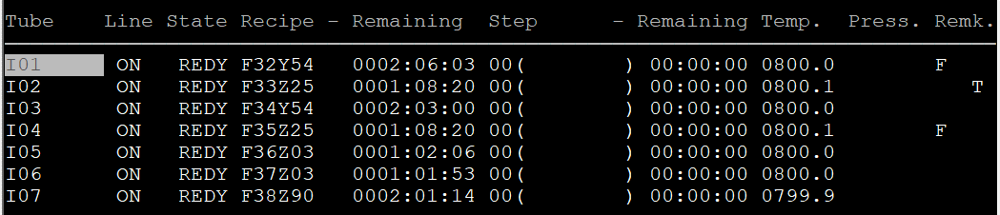 Tube    Line State Recipe - Remaining  Step      - Remaining Temp.  Press. Remk.
I01      ON   REDY F32Y54   0002:06:03 00(        ) 00:00:00 0800.0        F
I02      ON   REDY F33Z25   0001:08:20 00(        ) 00:00:00 0800.1           T
I03      ON   REDY F34Y54   0002:03:00 00(        ) 00:00:00 0800.0
I04      ON   REDY F35Z25   0001:08:20 00(        ) 00:00:00 0800.1        F
I05      ON   REDY F36Z03   0001:02:06 00(        ) 00:00:00 0800.0
I06      ON   REDY F37Z03   0001:01:53 00(        ) 00:00:00 0800.0
I07      ON   REDY F38Z90   0002:01:14 00(        ) 00:00:00 0799.9